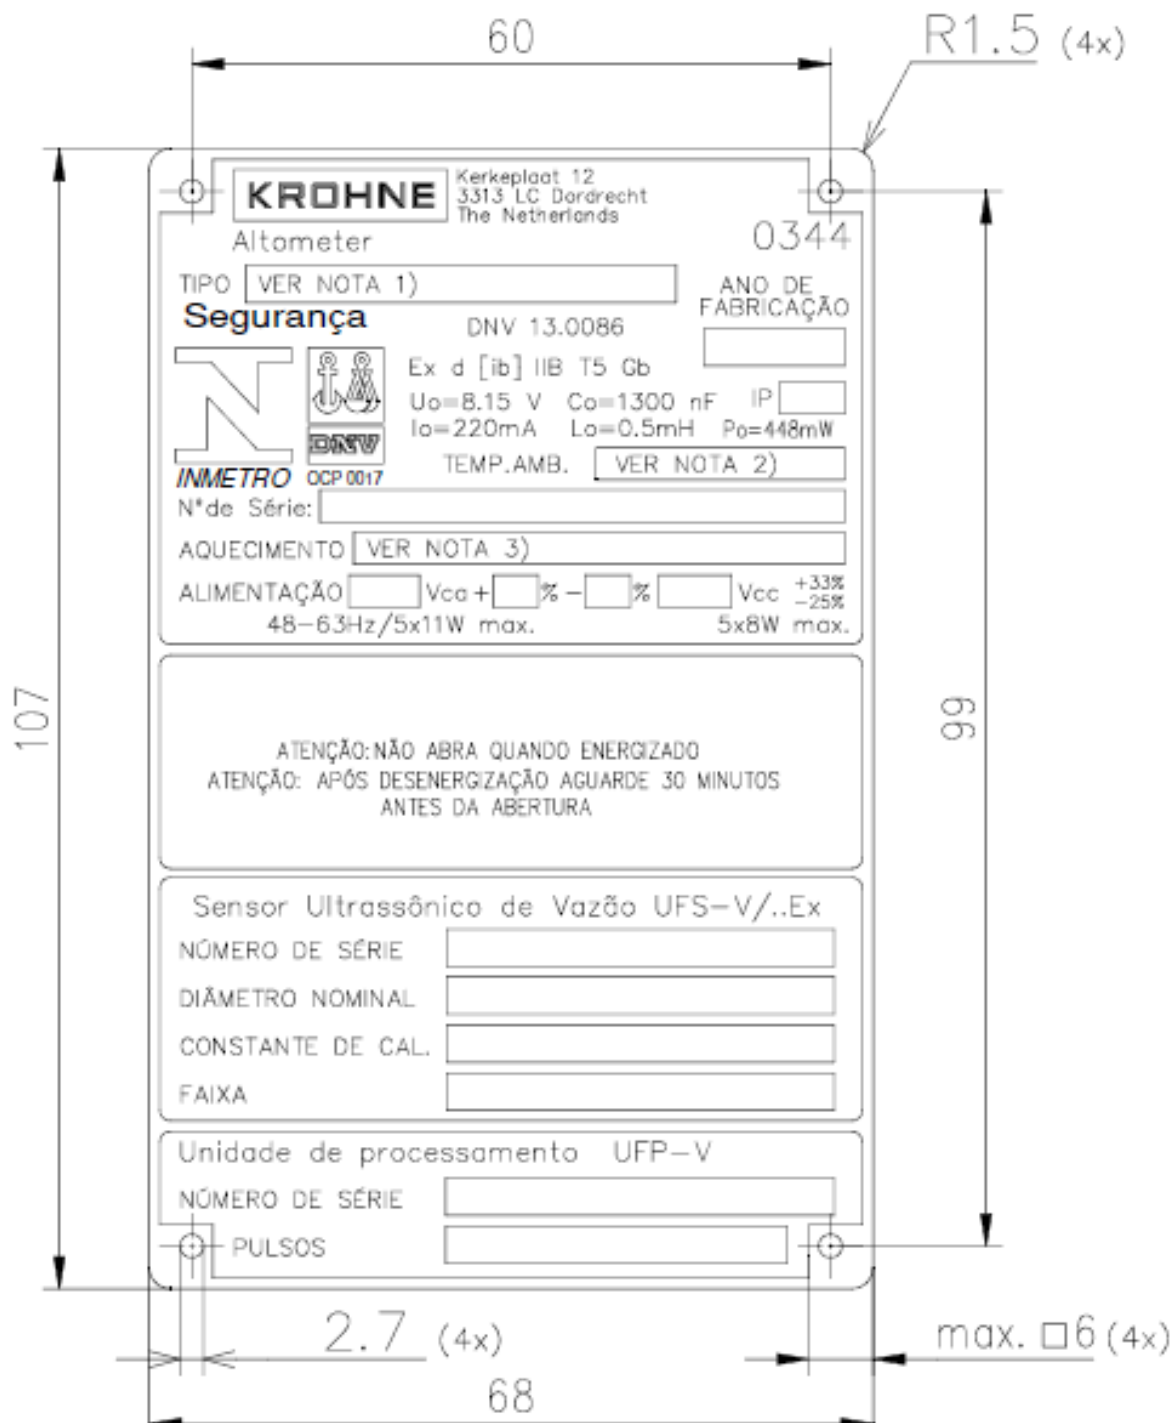 60
R1.5 (4x)
KROHNE
Kerkeplaat 12
3313 LC Dordrecht
The Netherlands
Altometer
0344
TIPO VER NOTA 1)
ANO DE
FABRICAÇÃO
Segurança
DNV 13.0086
Ex d [ib] IIB T5 Gb
Uo=8.15 V Co=1300 nF IP
Io=220mA Lo=0.5mH Po=448mW
DNV
TEMP.AMB. VER NOTA 2)
INMETRO OCP 0017
N°de Série:
AQUECIMENTO VER NOTA 3)
ALIMENTAÇÃO Vca + % - % Vcc +33% -25%
48-63Hz/5x11W max. 5x8W max.
107
99
ATENÇÃO:NÃO ABRA QUANDO ENERGIZADO
ATENÇÃO: APÓS DESENERGIZAÇÃO AGUARDE 30 MINUTOS
ANTES DA ABERTURA
Sensor Ultrassônico de Vazão UFS-V/..Ex
NÚMERO DE SÉRIE
DIÂMETRO NOMINAL
CONSTANTE DE CAL.
FAIXA
Unidade de processamento UFP-V
NÚMERO DE SÉRIE
PULSOS
2.7 (4x)
max. □6 (4x)
68